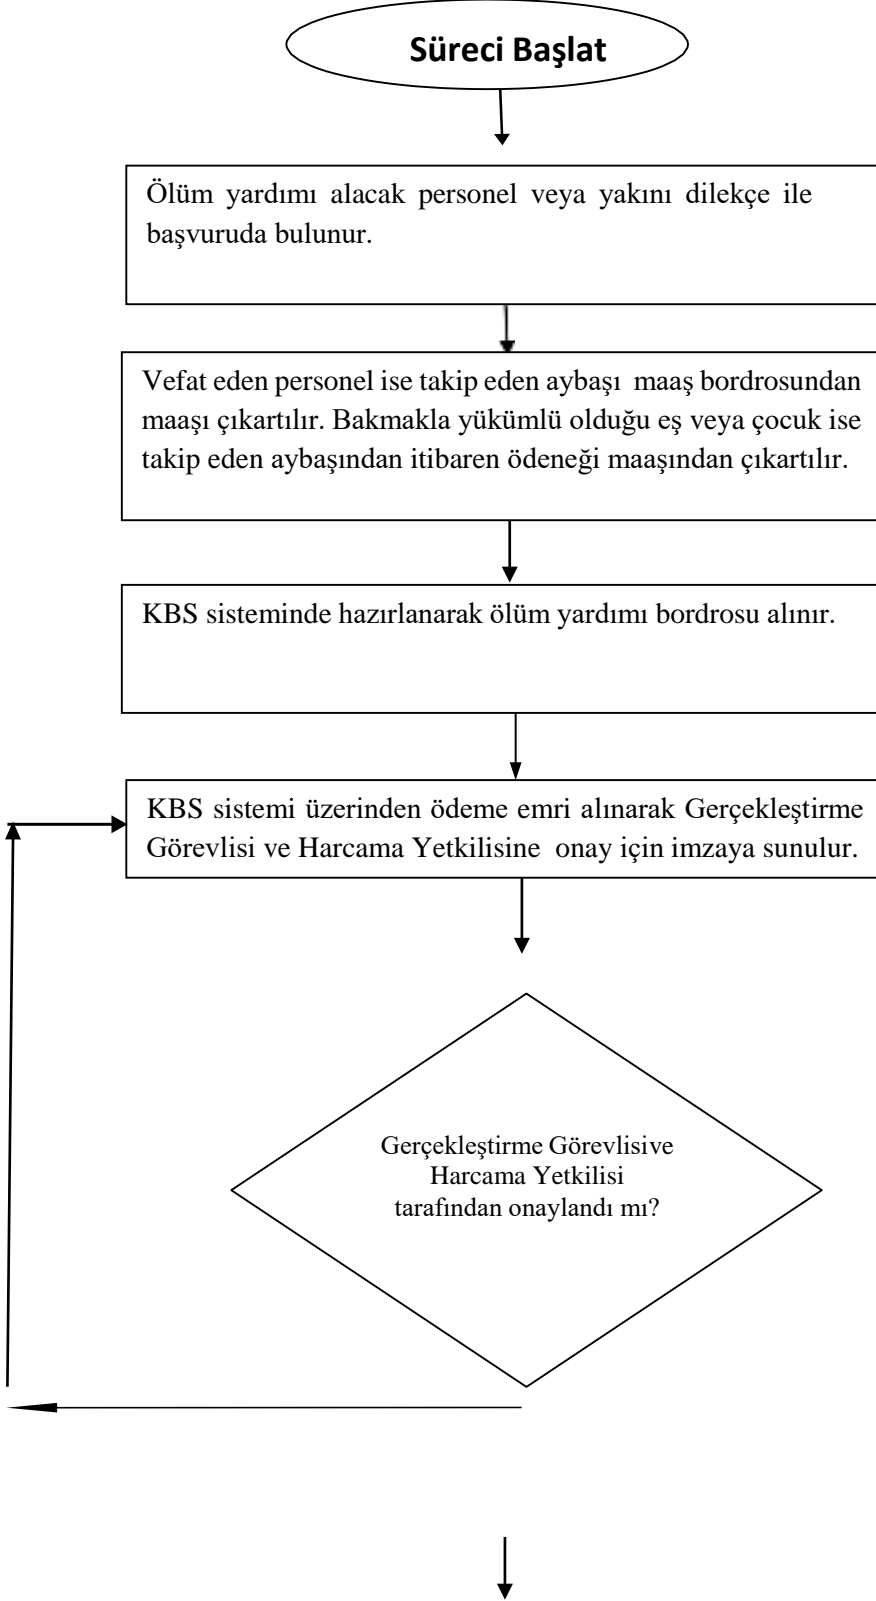 Süreci Başlat
Ölüm yardımı alacak personel veya yakını dilekçe ile
başvuruda bulunur.
Vefat eden personel ise takip eden aybaşı maaş bordrosundan
maaşı çıkartılır. Bakmakla yükümlü olduğu eş veya çocuk ise
takip eden aybaşından itibaren ödeneği maaşından çıkartılır.
KBS sisteminde hazırlanarak ölüm yardımı bordrosu alınır.
KBS sistemi üzerinden ödeme emri alınarak Gerçekleştirme
Görevlisi ve Harcama Yetkilisine onay için imzaya sunulur.
Gerçekleştirme Görevlisive
Harcama Yetkilisi
tarafından onaylandı mı?